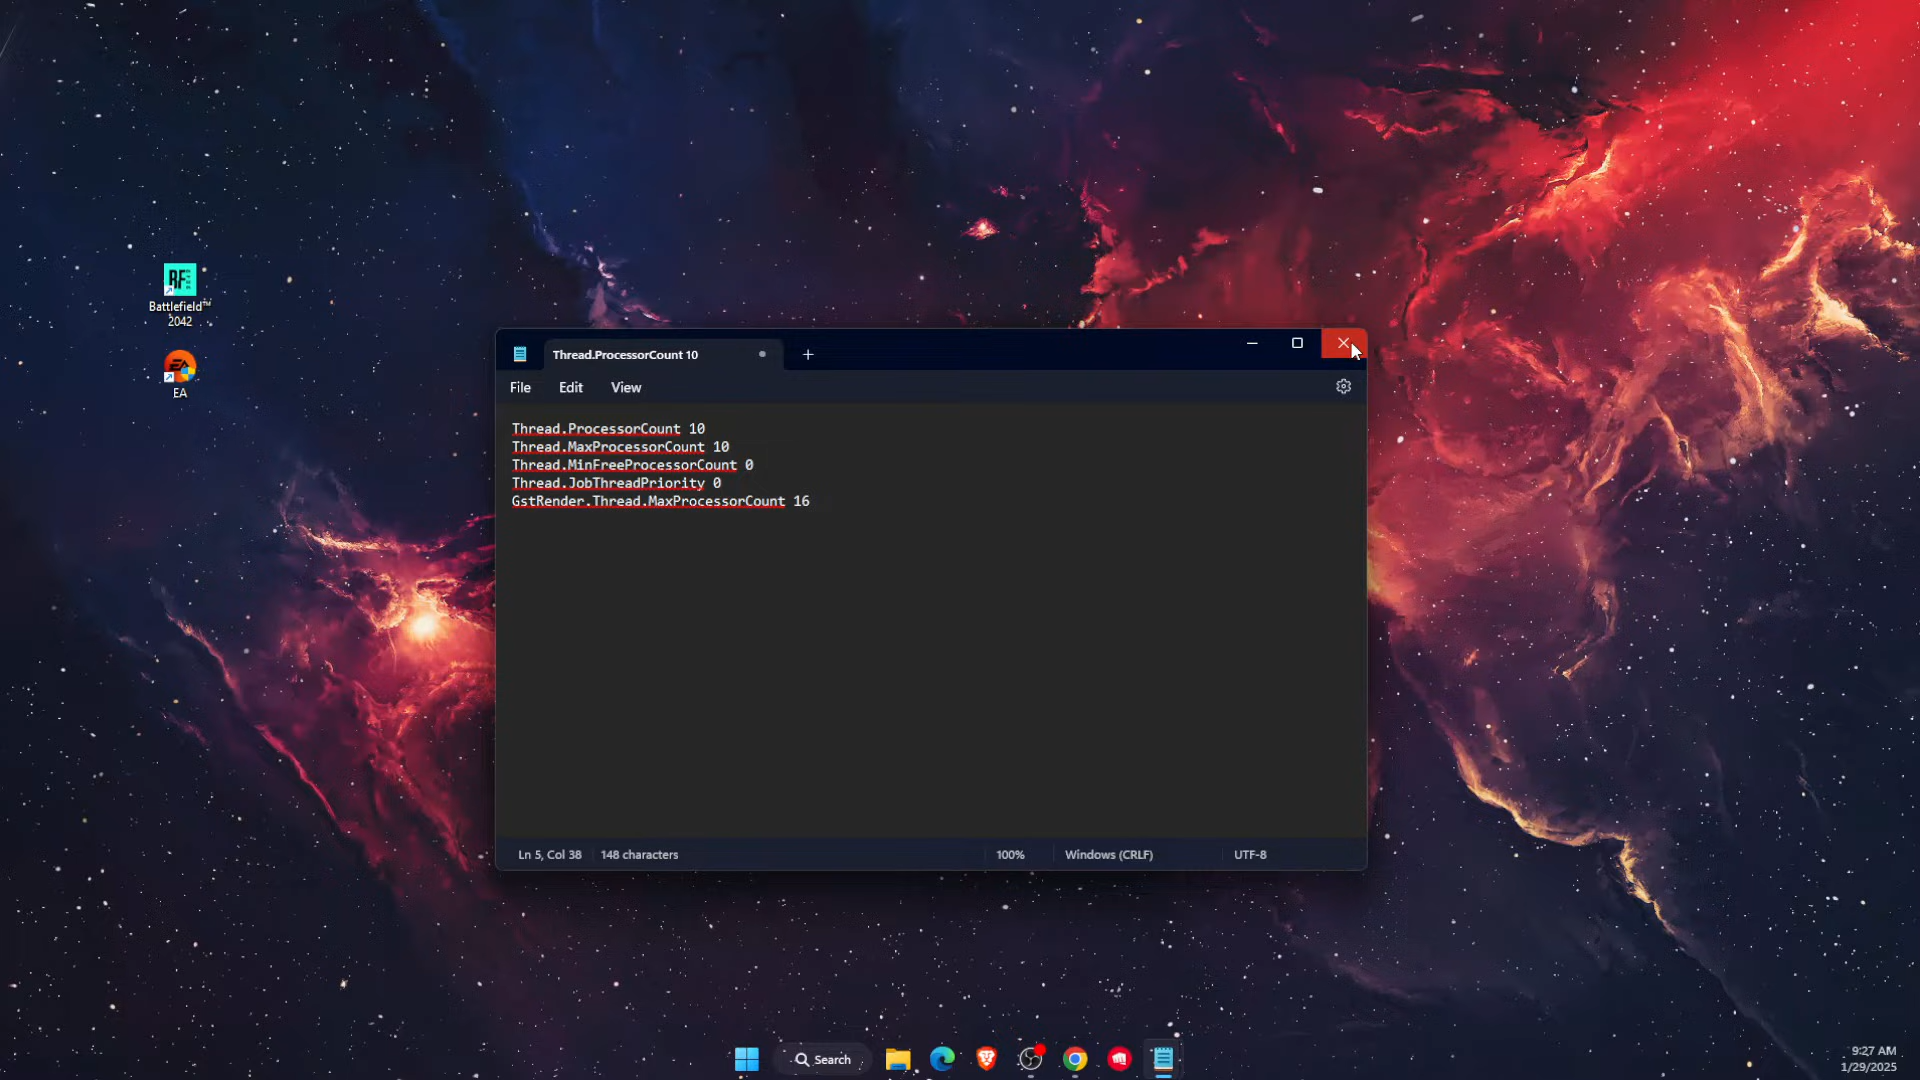 BF
Battlefield™
2042
EA
EA
Thread.ProcessorCount 10
File Edit View
Thread.ProcessorCount 10
Thread.MaxProcessorCount 10
Thread.MinFreeProcessorCount 0
Thread.JobThreadPriority 0
GstRender.Thread.MaxProcessorCount 16
Ln 5, Col 38 148 characters 100% Windows (CRLF) UTF-8
Search
9:27 AM
1/29/2025